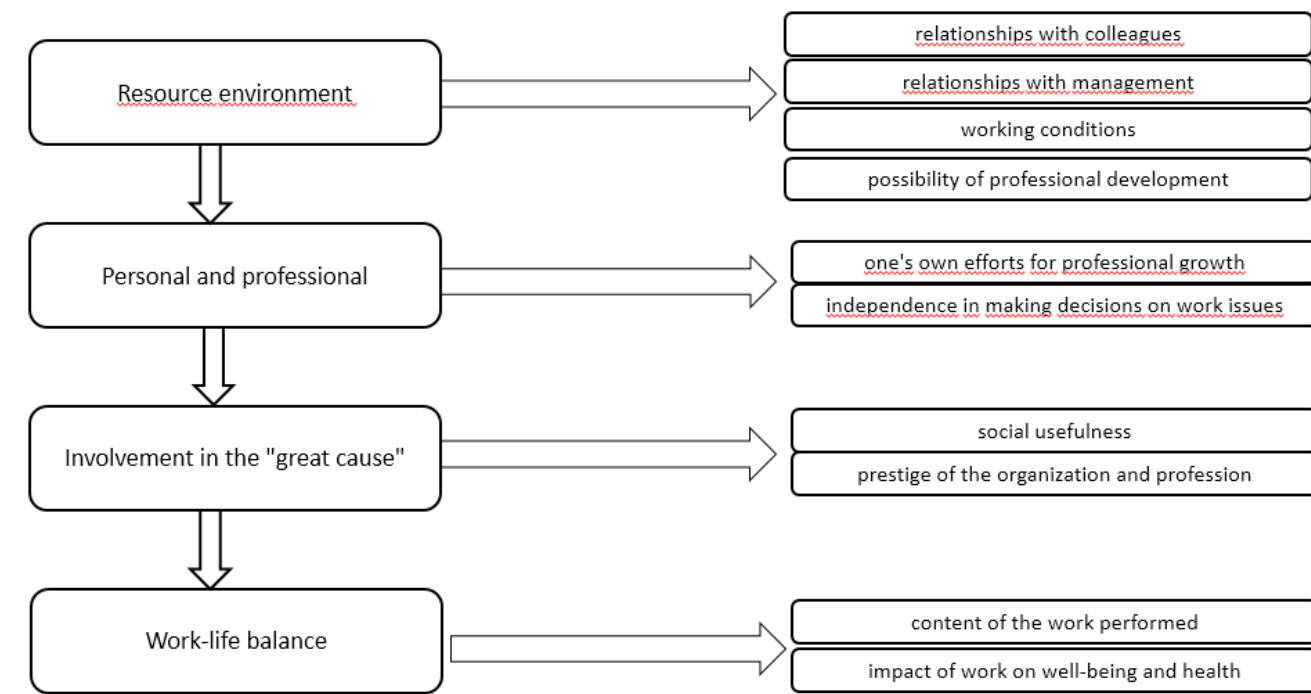 Resource environment
relationships with colleagues
relationships with management
working conditions
possibility of professional development
Personal and professional
one's own efforts for professional growth
independence in making decisions on work issues
Involvement in the "great cause"
social usefulness
prestige of the organization and profession
Work-life balance
content of the work performed
impact of work on well-being and health